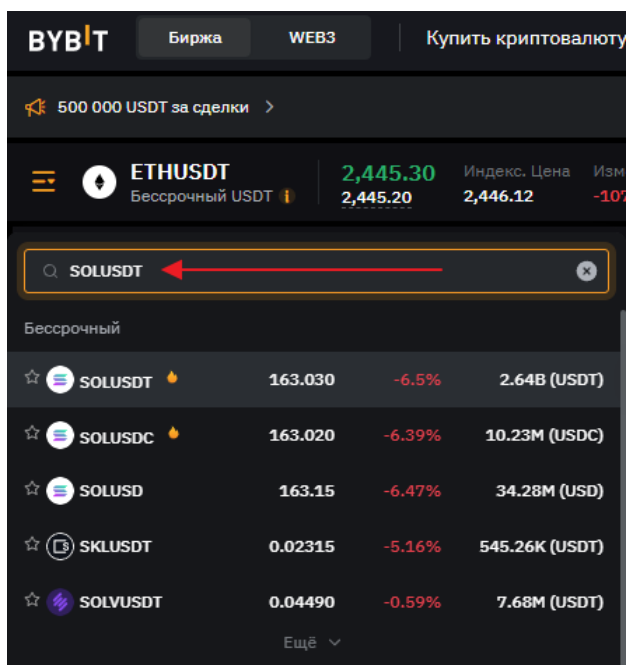 BYBIT Биржа WEB3 Купить криптовалюту
500 000 USDT за сделки
ETHUSDT 2,445.30 Индекс. Цена Изм
Бессрочный USDT 2,445.20 2,446.12 -107
SOLUSDT
Бессрочный
SOLUSDT 163.030 -6.5% 2.64B (USDT)
SOLUSDC 163.020 -6.39% 10.23M (USDC)
SOLUSD 163.15 -6.47% 34.28M (USD)
SKLUSDT 0.02315 -5.16% 545.26K (USDT)
SOLVUSDT 0.04490 -0.59% 7.68M (USDT)
Ещё